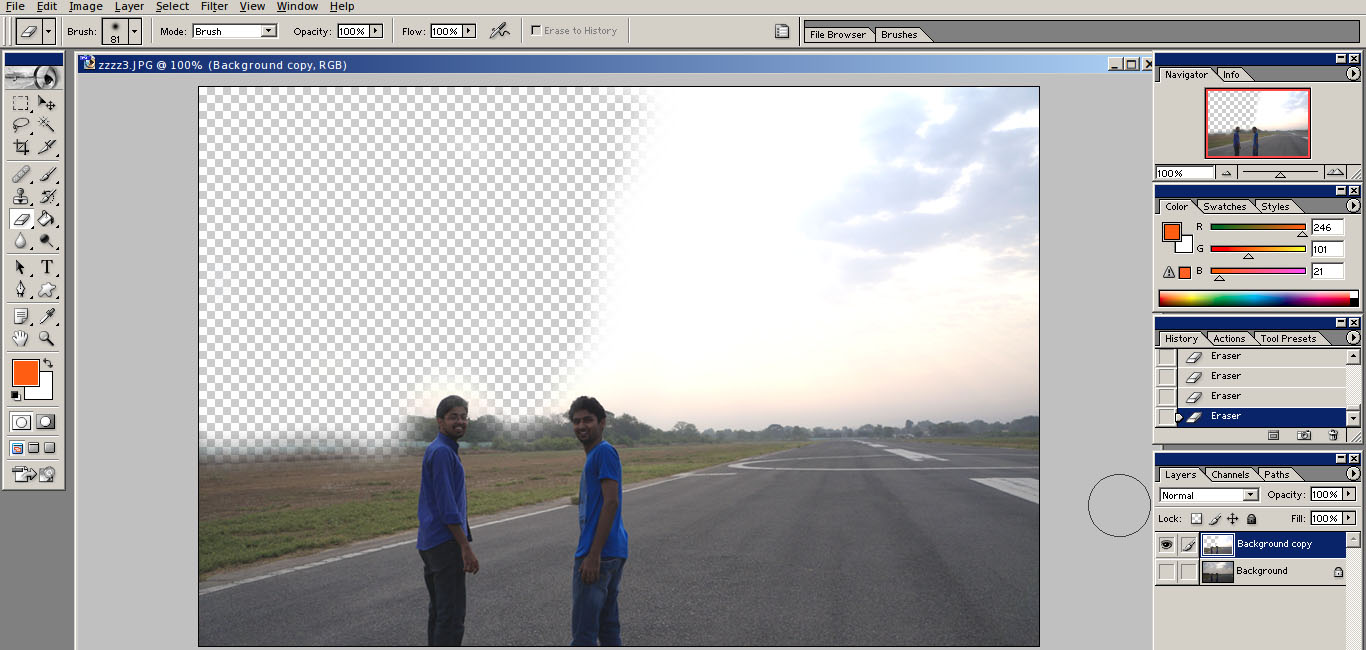 File Edit Image Layer Select Filter View Window Help
Brush: 81 Mode: Brush Opacity: 100% Flow: 100% Erase to History File Browser Brushes
zzzz3.JPG @ 100% (Background copy, RGB)
Navigator Info
100%
Color Swatches Styles
R 246
G 101
B 21
History Actions Tool Presets
Eraser
Eraser
Eraser
Eraser
Layers Channels Paths
Normal Opacity: 100%
Lock: Fill: 100%
Background copy
Background
T